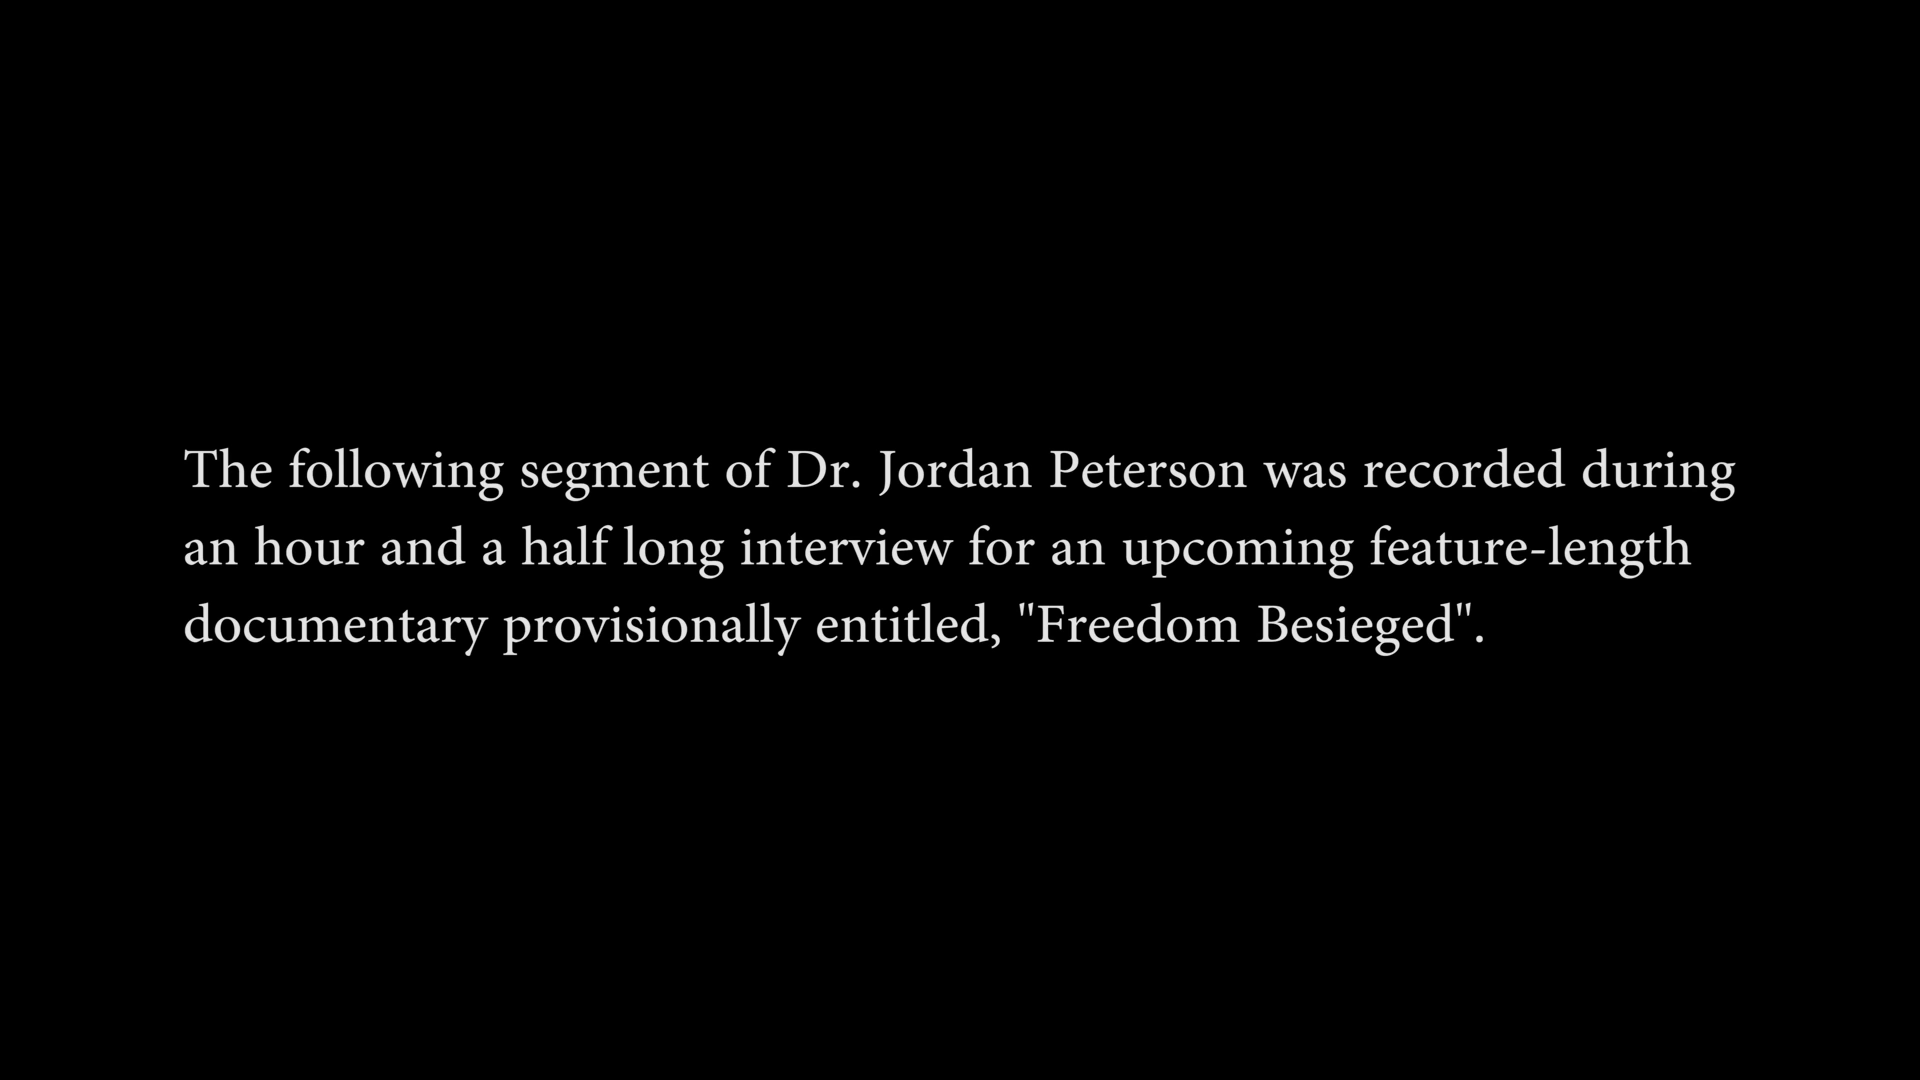 The following segment of Dr. Jordan Peterson was recorded during
an hour and a half long interview for an upcoming feature-length
documentary provisionally entitled, "Freedom Besieged".